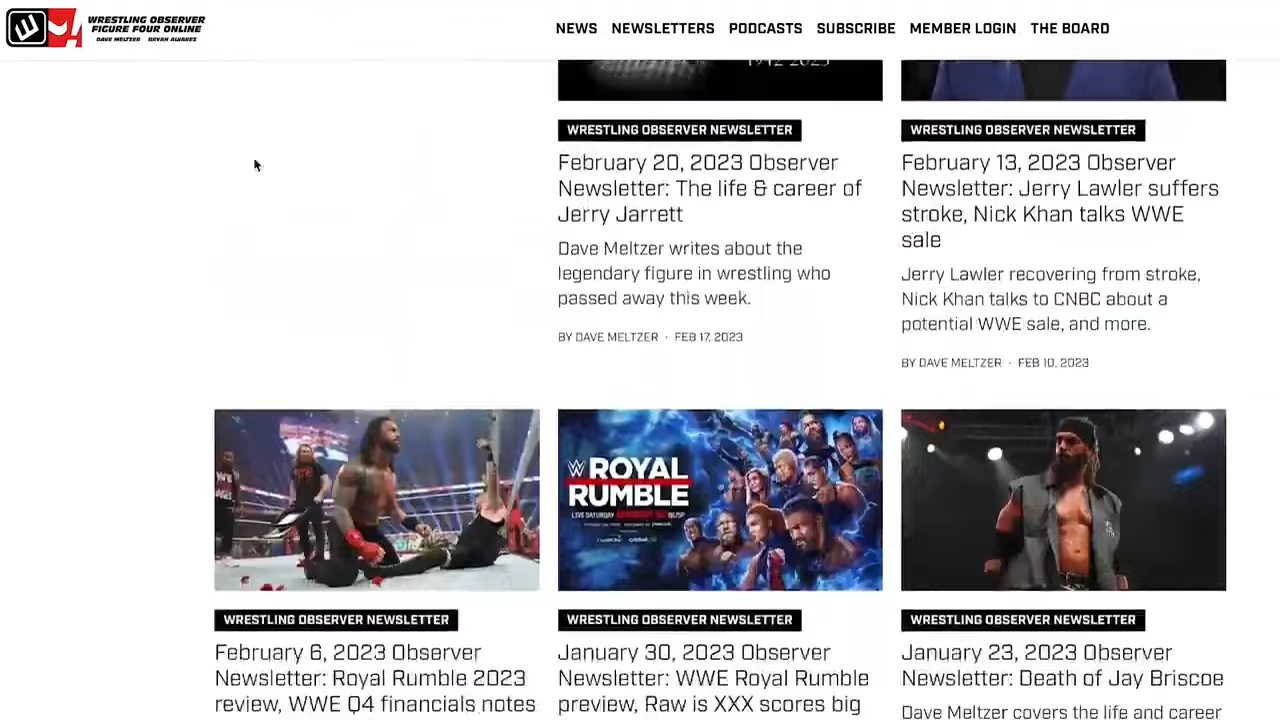 WRESTLING OBSERVER
FIGURE FOUR ONLINE
DAVE MELTZER BRYAN ALVAREZ
NEWS NEWSLETTERS PODCASTS SUBSCRIBE MEMBER LOGIN THE BOARD
1942-2023
WRESTLING OBSERVER NEWSLETTER
February 20, 2023 Observer
Newsletter: The life & career of
Jerry Jarrett
Dave Meltzer writes about the
legendary figure in wrestling who
passed away this week.
BY DAVE MELTZER · FEB 17, 2023
WRESTLING OBSERVER NEWSLETTER
February 13, 2023 Observer
Newsletter: Jerry Lawler suffers
stroke, Nick Khan talks WWE
sale
Jerry Lawler recovering from stroke,
Nick Khan talks to CNBC about a
potential WWE sale, and more.
BY DAVE MELTZER · FEB 10, 2023
WRESTLING OBSERVER NEWSLETTER
February 6, 2023 Observer
Newsletter: Royal Rumble 2023
review, WWE Q4 financials notes
ROYAL
RUMBLE
LIVE SATURDAY
WRESTLING OBSERVER NEWSLETTER
January 30, 2023 Observer
Newsletter: WWE Royal Rumble
preview, Raw is XXX scores big
WRESTLING OBSERVER NEWSLETTER
January 23, 2023 Observer
Newsletter: Death of Jay Briscoe
Dave Meltzer covers the life and career